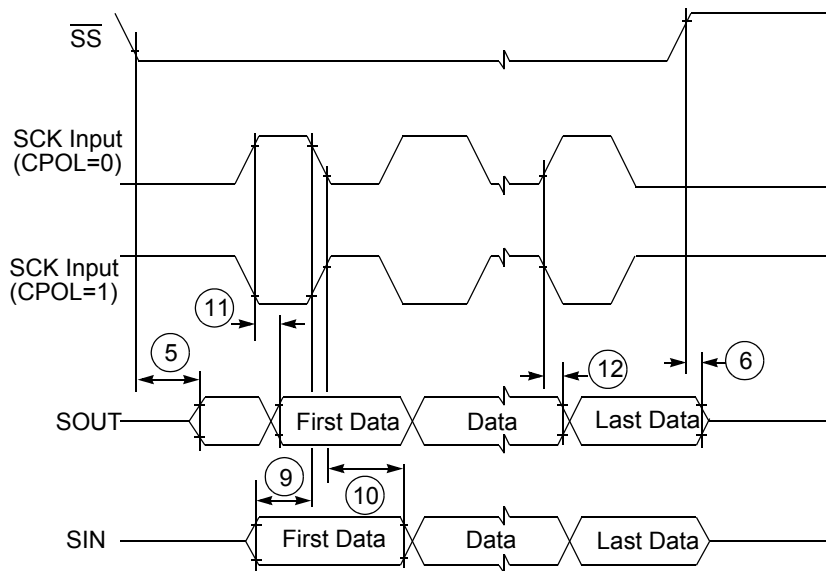 SS
SCK Input
(CPOL=0)
SCK Input
(CPOL=1)
11
5
12
6
SOUT
First Data
Data
Last Data
9
10
SIN
First Data
Data
Last Data